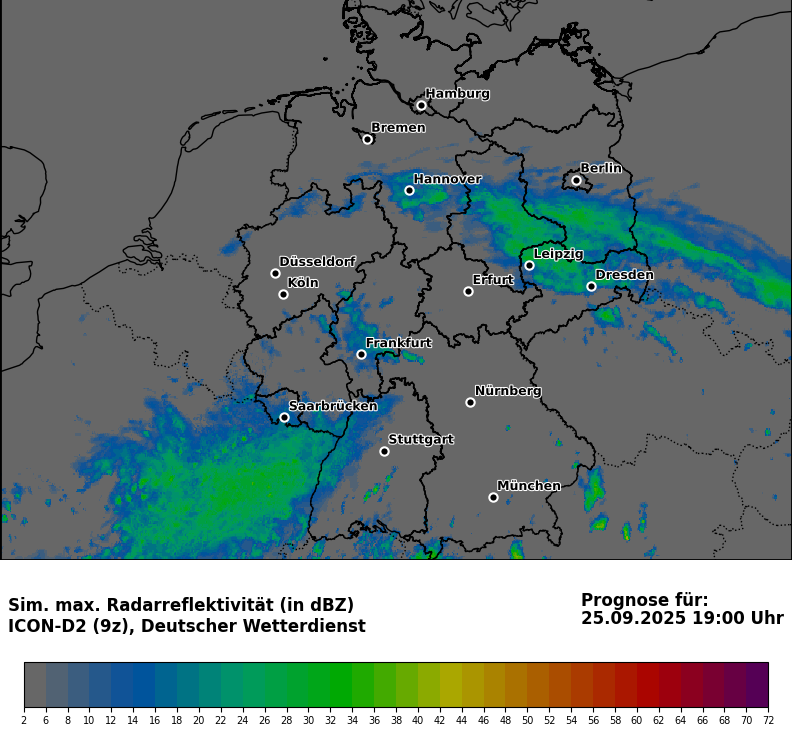 Hamburg
Bremen
Berlin
Hannover
Leipzig
Düsseldorf
Dresden
Köln
Erfurt
Frankfurt
Nürnberg
Saarbrücken
Stuttgart
München
Sim. max. Radarreflektivität (in dBZ)
ICON-D2 (9z), Deutscher Wetterdienst
Prognose für:
25.09.2025 19:00 Uhr
2 6 8 10 12 14 16 18 20 22 24 26 28 30 32 34 36 38 40 42 44 46 48 50 52 54 56 58 60 62 64 66 68 70 72